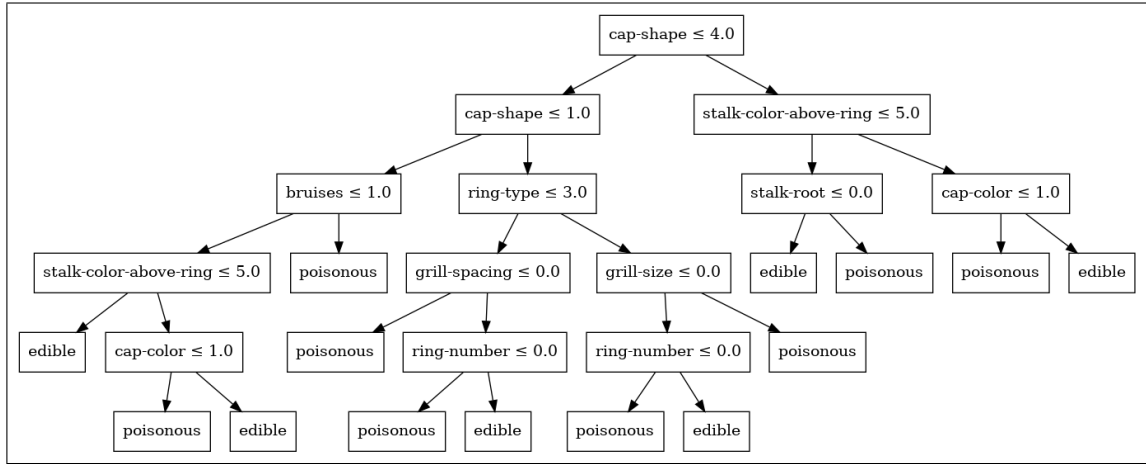 cap-shape ≤ 4.0
cap-shape ≤ 1.0
stalk-color-above-ring ≤ 5.0
bruises ≤ 1.0
ring-type ≤ 3.0
stalk-root ≤ 0.0
cap-color ≤ 1.0
stalk-color-above-ring ≤ 5.0
poisonous
grill-spacing ≤ 0.0
grill-size ≤ 0.0
edible
poisonous
poisonous
edible
edible
cap-color ≤ 1.0
poisonous
ring-number ≤ 0.0
ring-number ≤ 0.0
poisonous
poisonous
edible
poisonous
edible
poisonous
edible